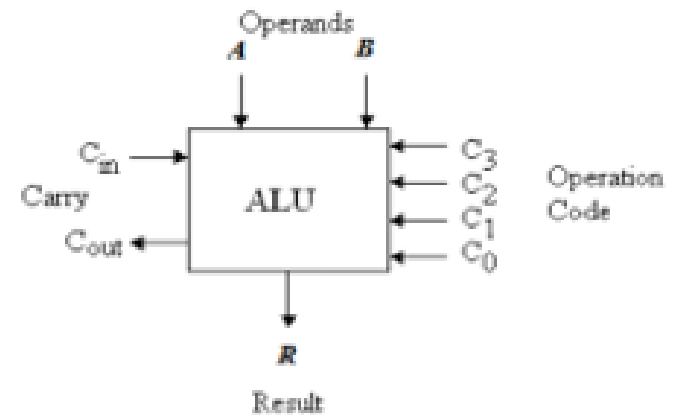 Operands
A B
C3
Cin
C2
Operation
Carry
ALU
C1
Code
Cout
C0
R
Result